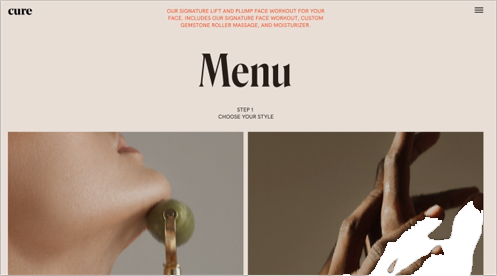 cure
OUR SIGNATURE LIFT AND PLUMP FACE WORKOUT FOR YOUR
FACE. INCLUDES OUR SIGNATURE FACE WORKOUT, CUSTOM
GEMSTONE ROLLER MASSAGE, AND MOISTURIZER.
Menu
STEP 1
CHOOSE YOUR STYLE